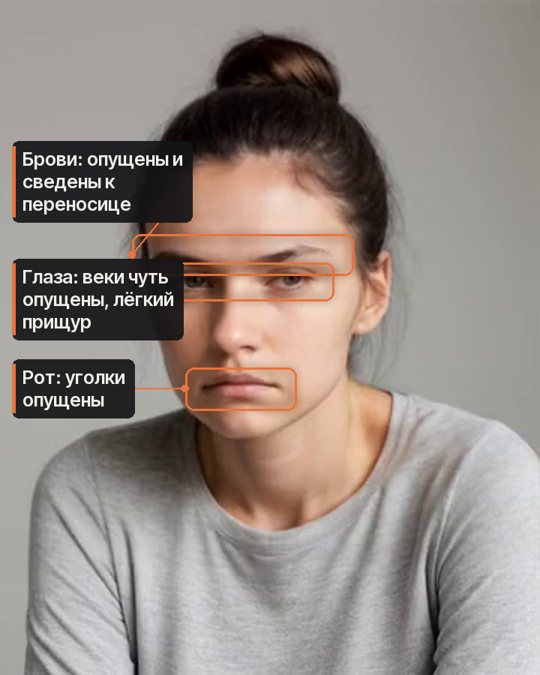 Брови: опущены и
сведены к
переносице
Глаза: веки чуть
опущены, лёгкий
прищур
Рот: уголки
опущены